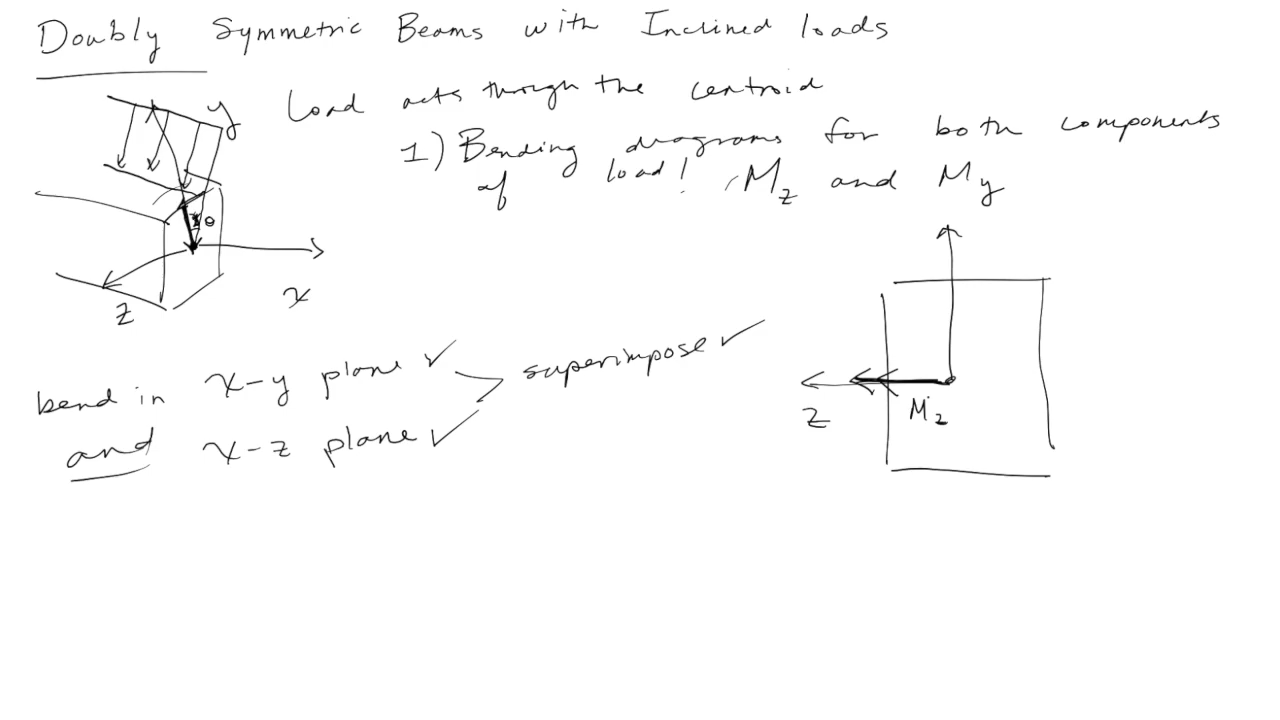 Doubly Symmetric Beams with Inclined loads
Load acts through the centroid
1) Bending diagrams for both components
of load! Mz and My
y
θ
x
z
bend in x-y plane ✓
and x-z plane ✓
superimpose ✓
z
Mz